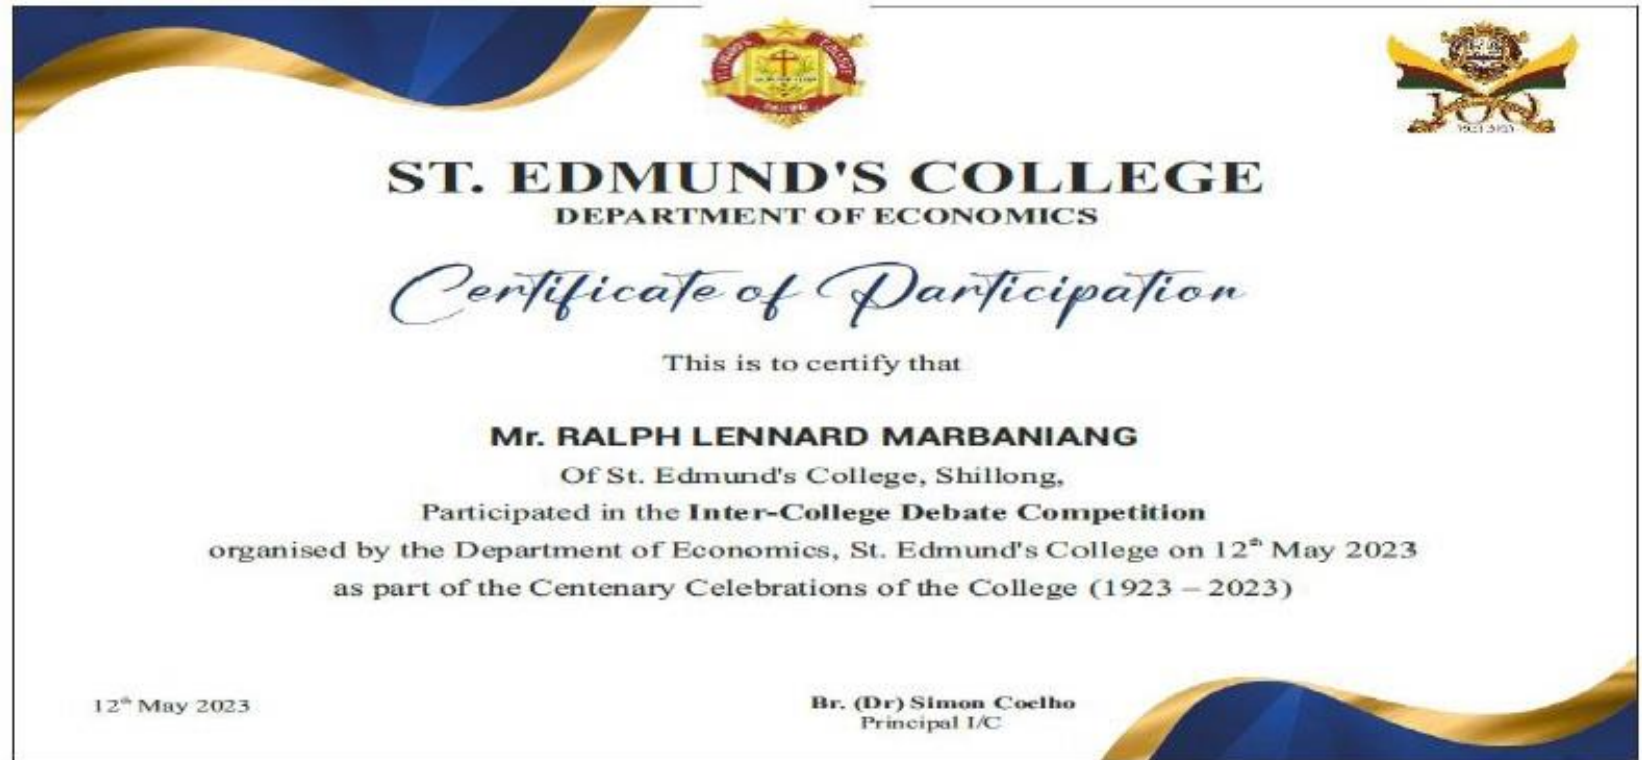 ST. EDMUND'S COLLEGE
DEPARTMENT OF ECONOMICS
Certificate of Participation
This is to certify that
Mr. RALPH LENNARD MARBANIANG
Of St. Edmund's College, Shillong,
Participated in the Inter-College Debate Competition
organised by the Department of Economics, St. Edmund's College on 12th May 2023
as part of the Centenary Celebrations of the College (1923 – 2023)
12th May 2023
Br. (Dr) Simon Coelho
Principal I/C